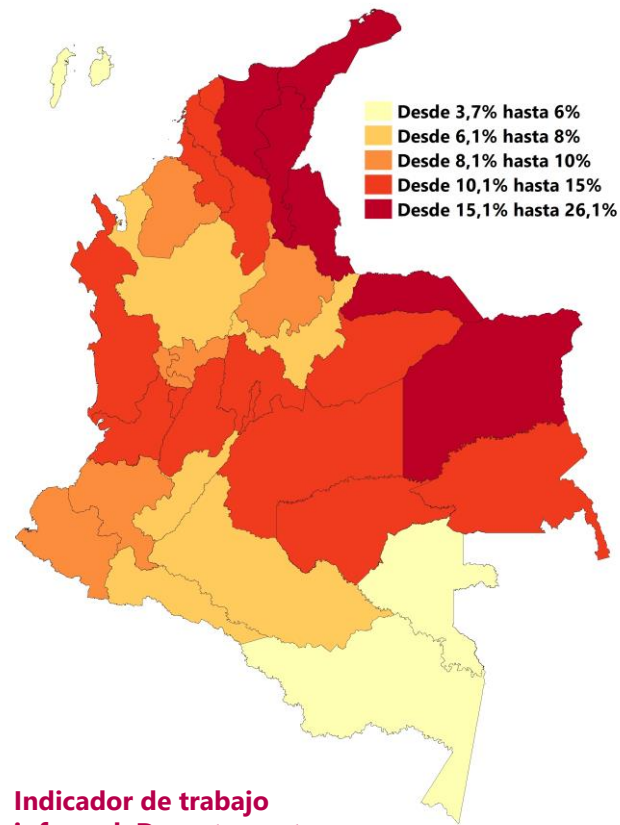 Desde 3,7% hasta 6%
Desde 6,1% hasta 8%
Desde 8,1% hasta 10%
Desde 10,1% hasta 15%
Desde 15,1% hasta 26,1%
Indicador de trabajo